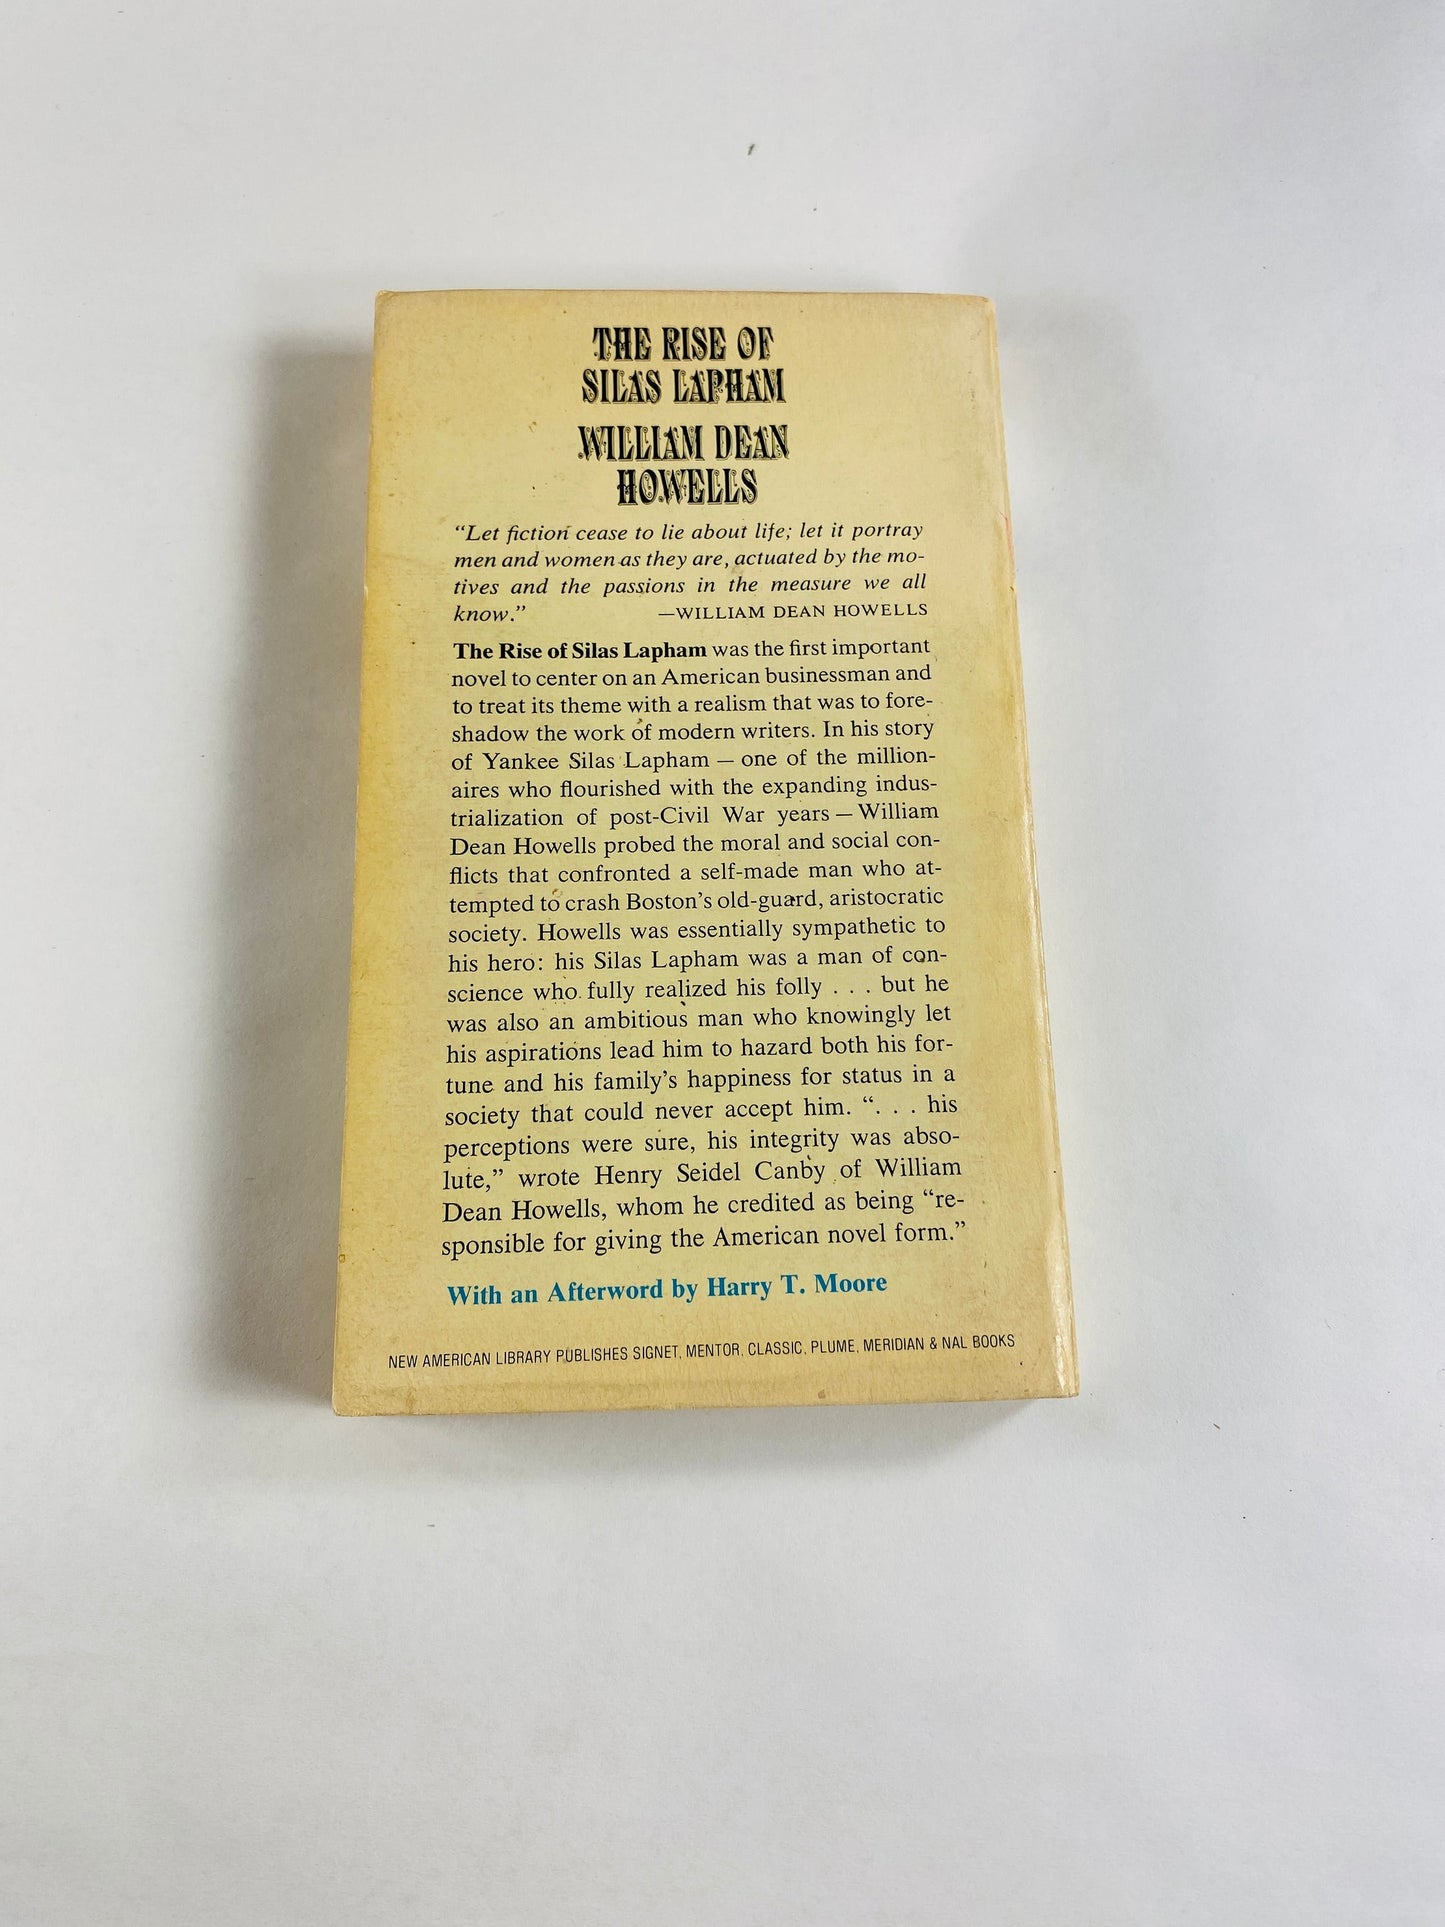 THE RISE OF
SILAS LAPHAM
WILLIAM DEAN
HOWELLS
“Let fiction cease to lie about life; let it portray
men and women as they are, actuated by the mo-
tives and the passions in the measure we all
know.” —WILLIAM DEAN HOWELLS
The Rise of Silas Lapham was the first important
novel to center on an American businessman and
to treat its theme with a realism that was to fore-
shadow the work of modern writers. In his story
of Yankee Silas Lapham — one of the million-
aires who flourished with the expanding indus-
trialization of post-Civil War years — William
Dean Howells probed the moral and social con-
flicts that confronted a self-made man who at-
tempted to crash Boston’s old-guard, aristocratic
society. Howells was essentially sympathetic to
his hero: his Silas Lapham was a man of con-
science who fully realized his folly . . . but he
was also an ambitious man who knowingly let
his aspirations lead him to hazard both his for-
tune and his family’s happiness for status in a
society that could never accept him. “. . . his
perceptions were sure, his integrity was abso-
lute,” wrote Henry Seidel Canby of William
Dean Howells, whom he credited as being “re-
sponsible for giving the American novel form.”
With an Afterword by Harry T. Moore
NEW AMERICAN LIBRARY PUBLISHES SIGNET, MENTOR, CLASSIC, PLUME, MERIDIAN & NAL BOOKS